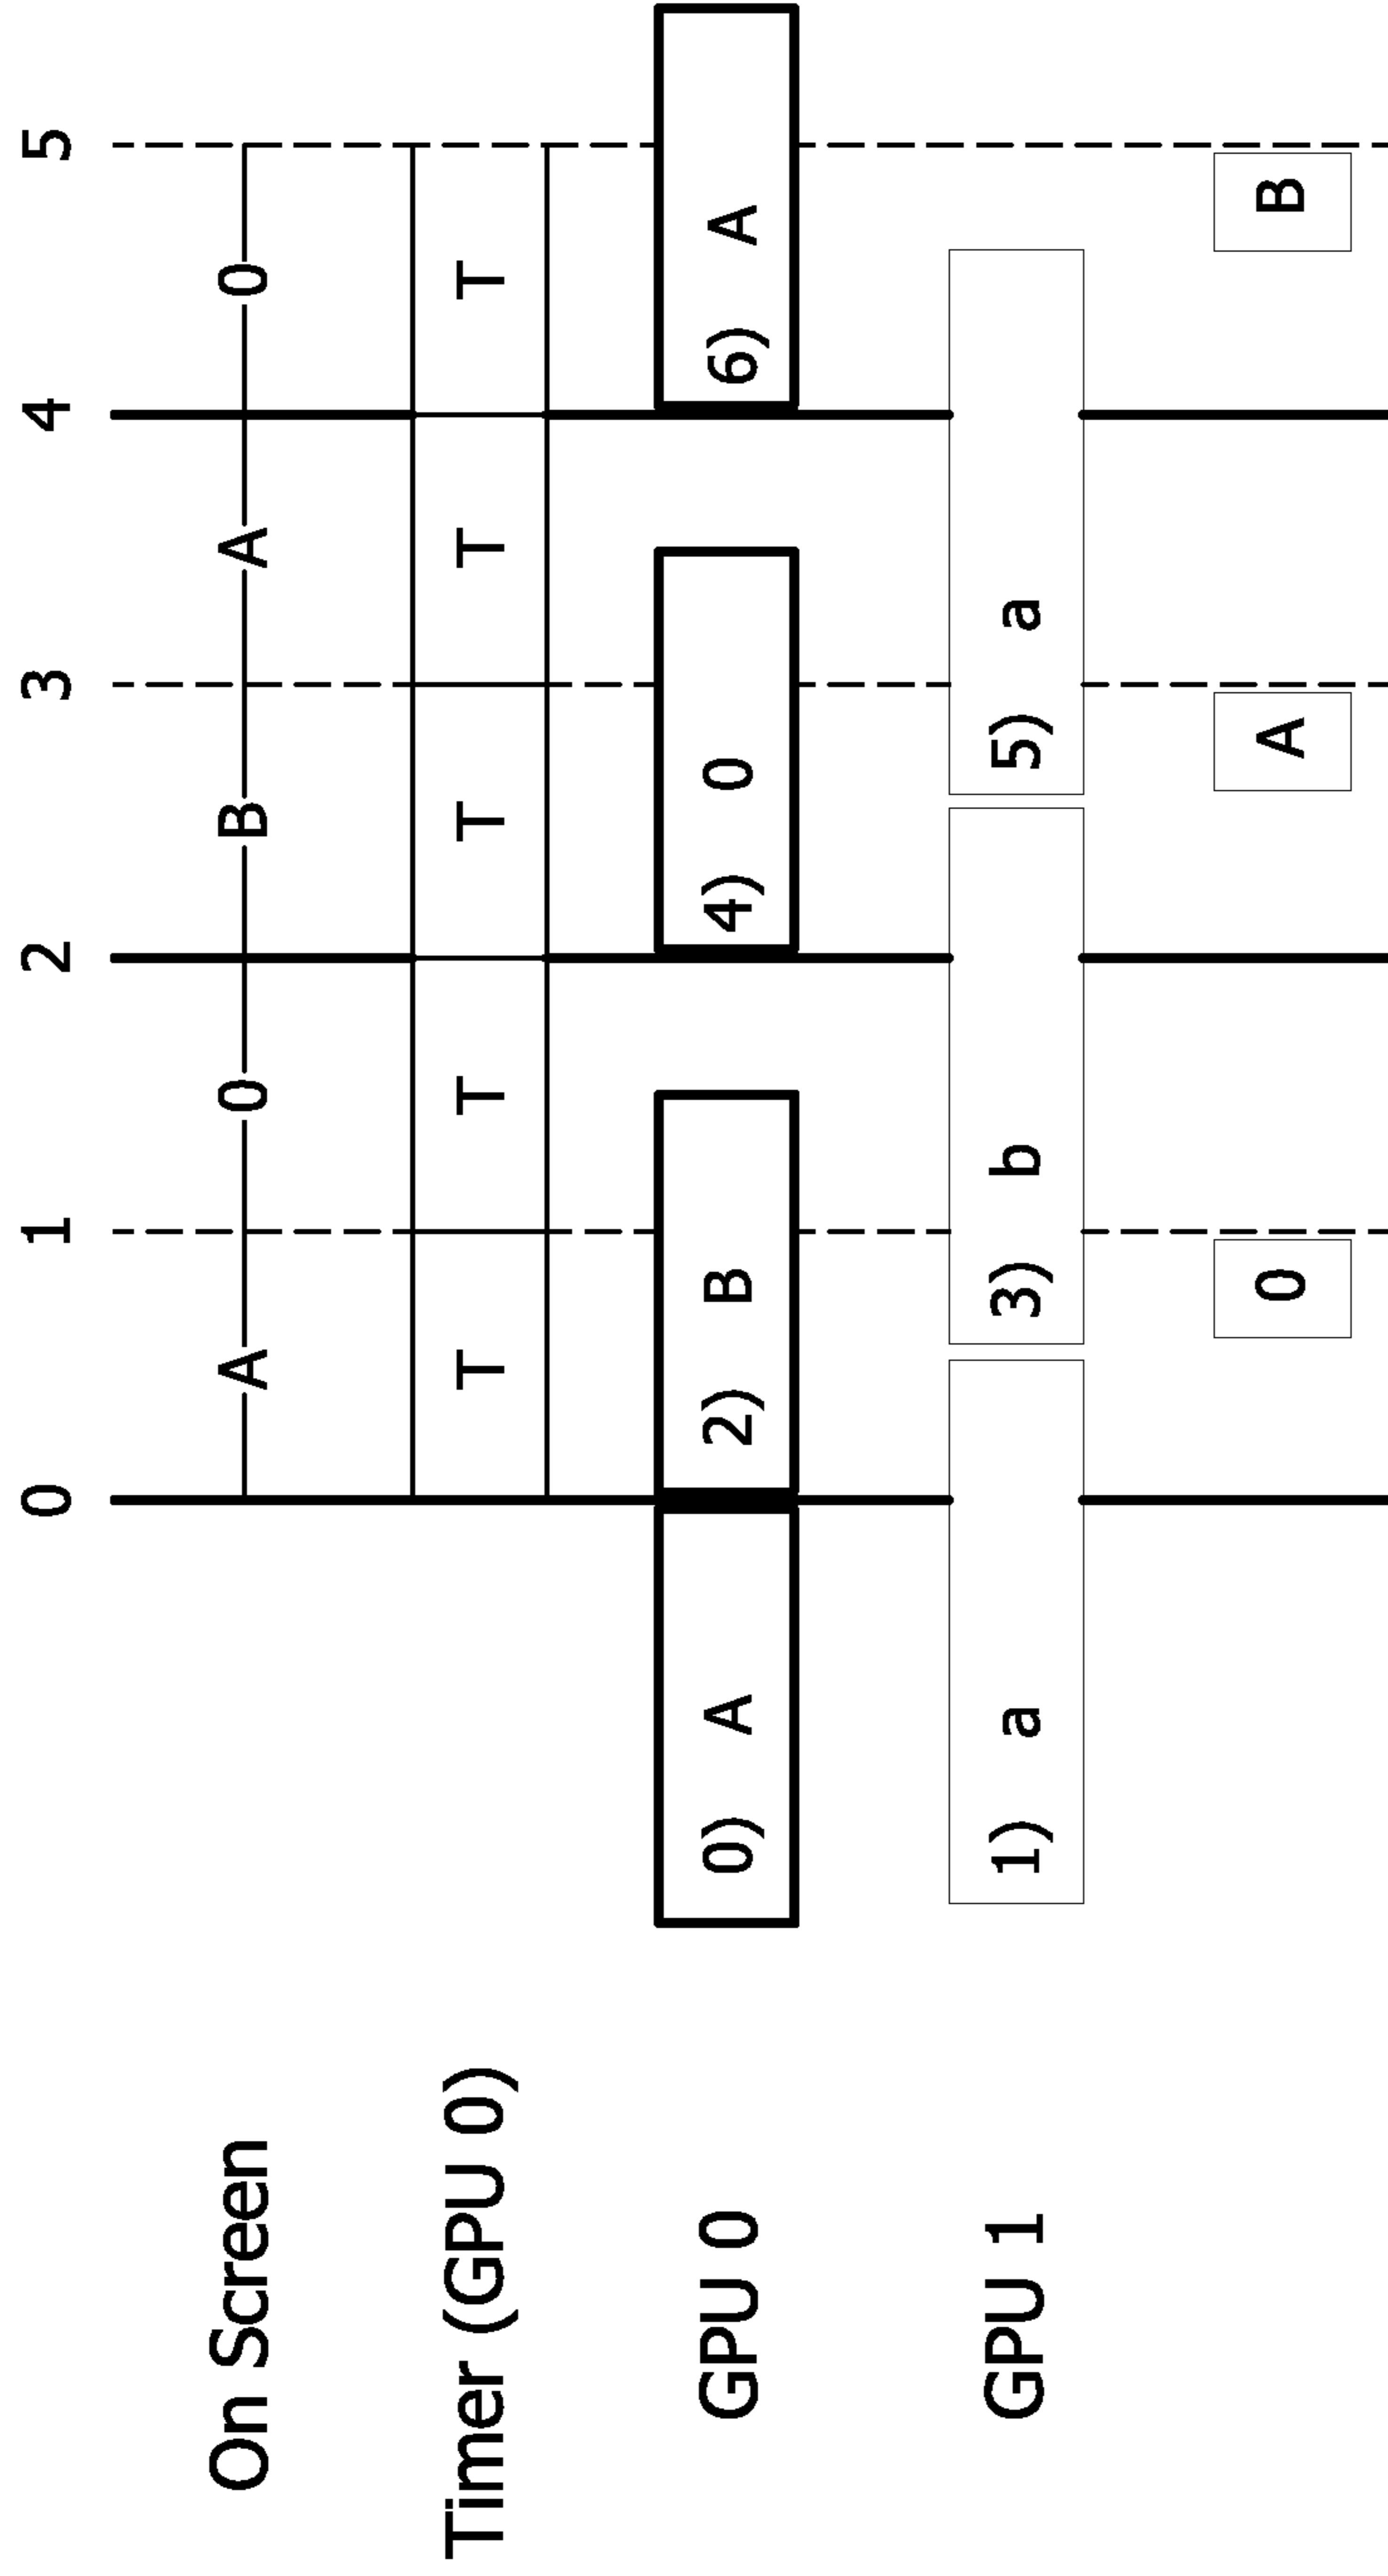 0 1 2 3 4 5
On Screen A 0 B A 0
Timer (GPU 0) T T T T T
GPU 0 0) A 2) B 4) 0 6) A
GPU 1 1) a 3) b 5) a
0 A B